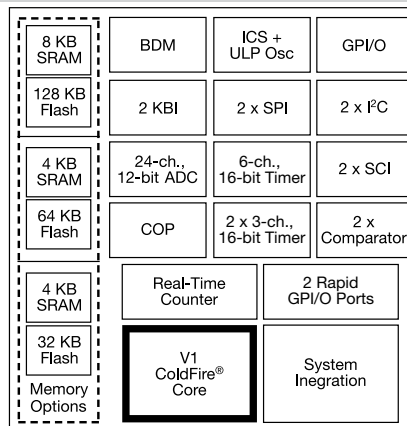 8 KB
SRAM
128 KB
Flash
4 KB
SRAM
64 KB
Flash
4 KB
SRAM
32 KB
Flash
Memory
Options
BDM
ICS +
ULP Osc
GPI/O
2 KBI
2 x SPI
2 x I²C
24-ch.,
12-bit ADC
6-ch.,
16-bit Timer
2 x SCI
COP
2 x 3-ch.,
16-bit Timer
2 x
Comparator
Real-Time
Counter
2 Rapid
GPI/O Ports
V1
ColdFire®
Core
System
Inegration